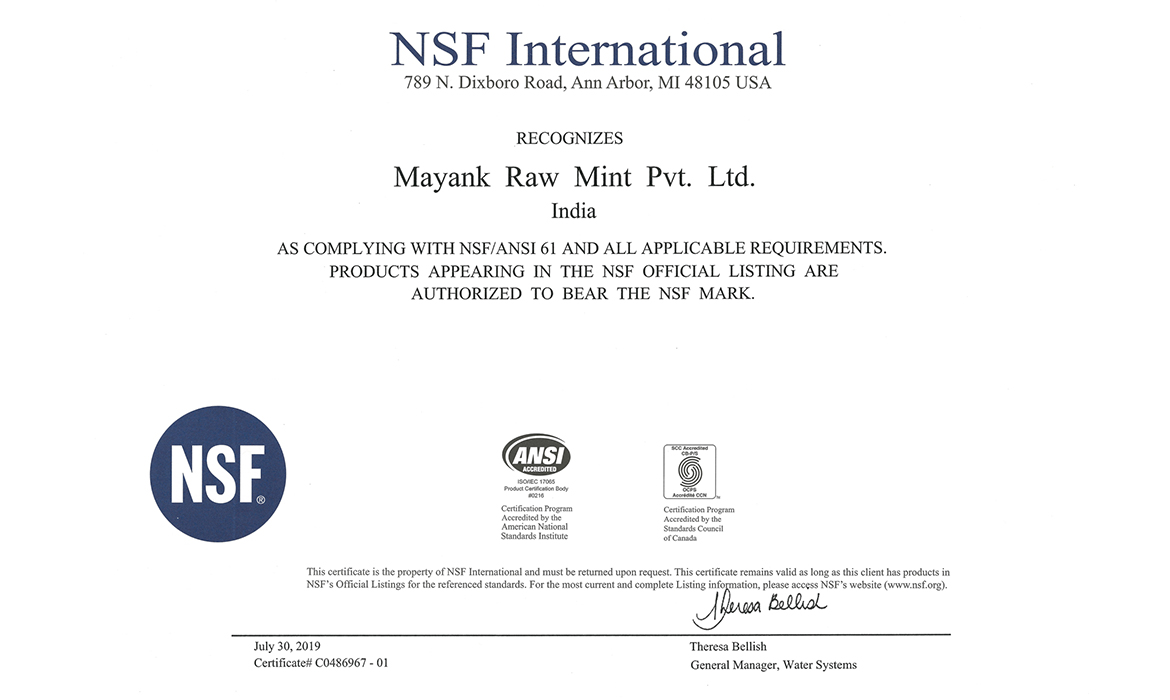 NSF International
789 N. Dixboro Road, Ann Arbor, MI 48105 USA
RECOGNIZES
Mayank Raw Mint Pvt. Ltd.
India
AS COMPLYING WITH NSF/ANSI 61 AND ALL APPLICABLE REQUIREMENTS.
PRODUCTS APPEARING IN THE NSF OFFICIAL LISTING ARE
AUTHORIZED TO BEAR THE NSF MARK.
NSF®
ANSI
ACCREDITED
ISO/IEC 17065
Product Certification Body
#0216
Certification Program
Accredited by the
American National
Standards Institute
SCC Accredited
CB-P/S
OCPS
Accrédité CCN
TM
Certification Program
Accredited by the
Standards Council
of Canada
This certificate is the property of NSF International and must be returned upon request. This certificate remains valid as long as this client has products in
NSF's Official Listings for the referenced standards. For the most current and complete Listing information, please access NSF's website (www.nsf.org).
Theresa Bellish
July 30, 2019
Certificate# C0486967 - 01
Theresa Bellish
General Manager, Water Systems